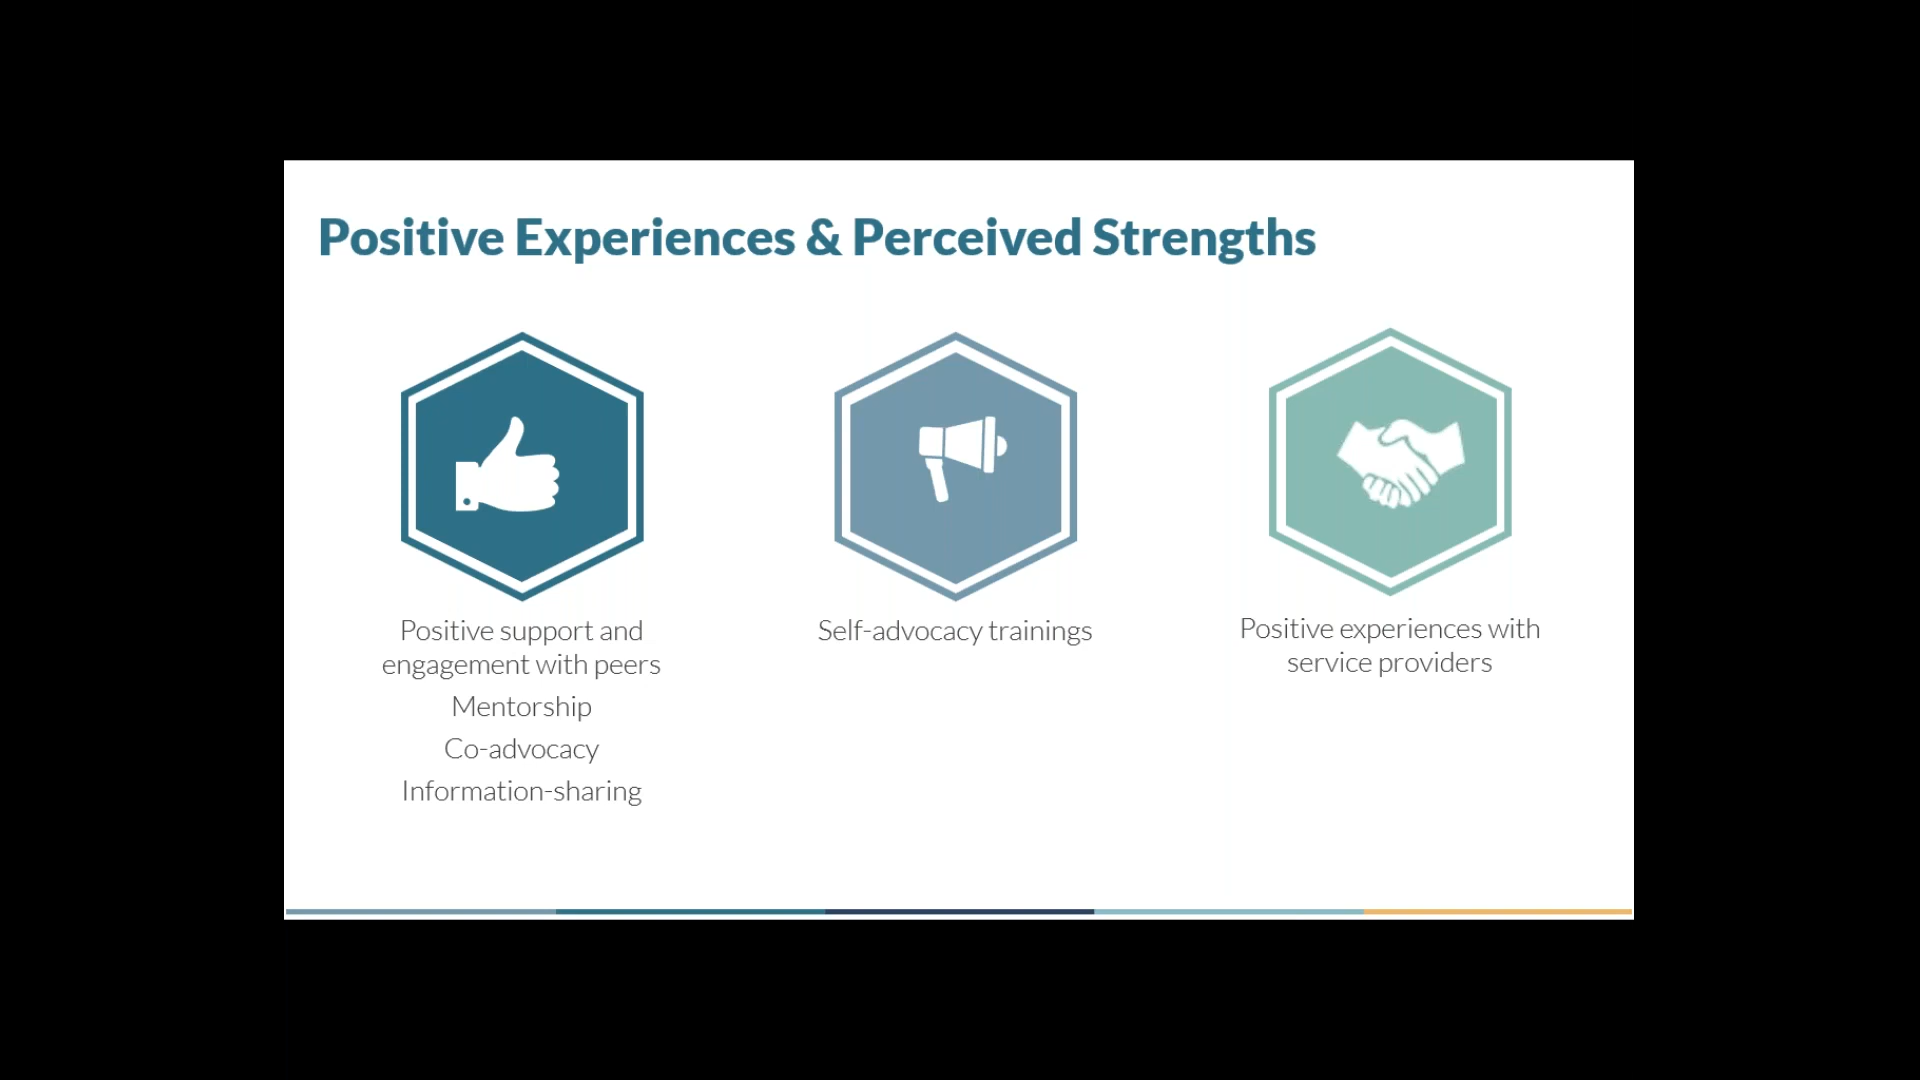 Positive Experiences & Perceived Strengths
Positive support and
engagement with peers
Mentorship
Co-advocacy
Information-sharing
Self-advocacy trainings
Positive experiences with
service providers